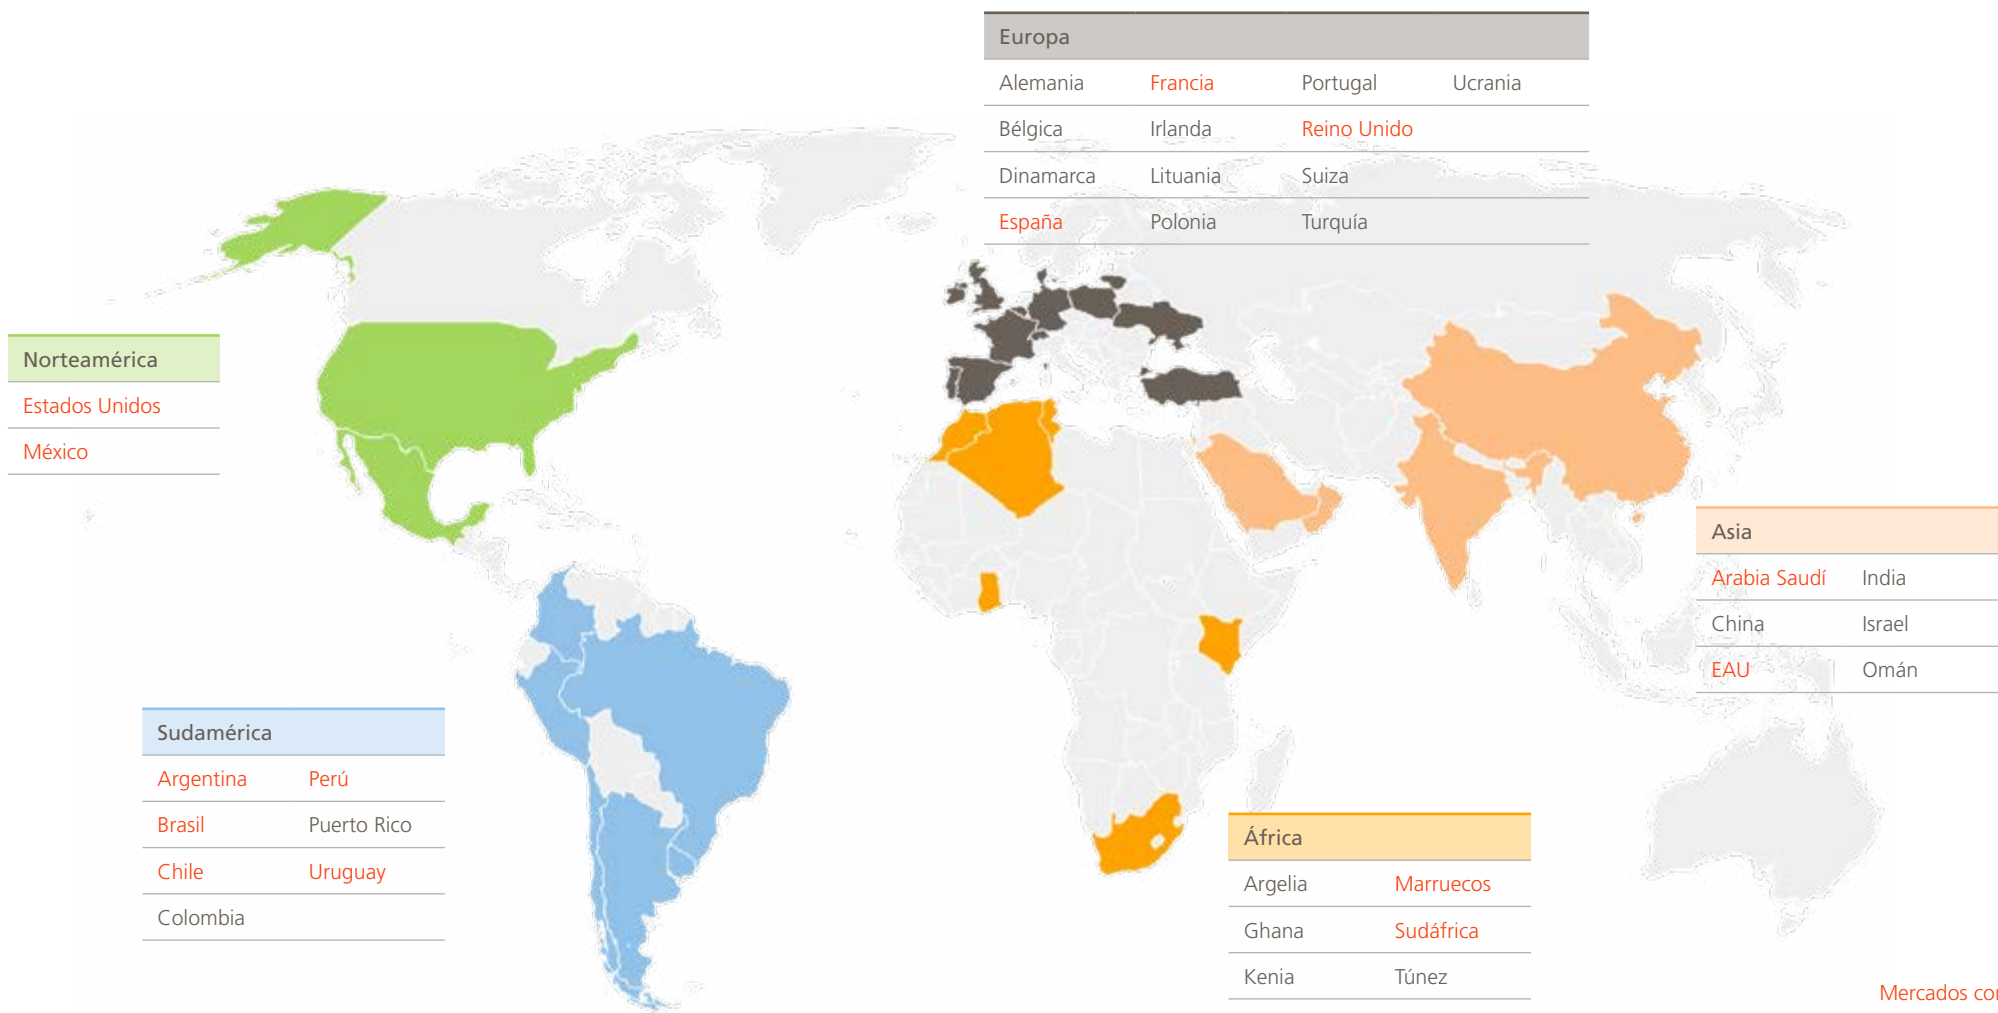 Europa
Alemania Francia Portugal Ucrania
Bélgica Irlanda Reino Unido
Dinamarca Lituania Suiza
España Polonia Turquía
Norteamérica
Estados Unidos
México
Asia
Arabia Saudí India
China Israel
EAU Omán
Sudamérica
Argentina Perú
Brasil Puerto Rico
Chile Uruguay
Colombia
África
Argelia Marruecos
Ghana Sudáfrica
Kenia Túnez
Mercados